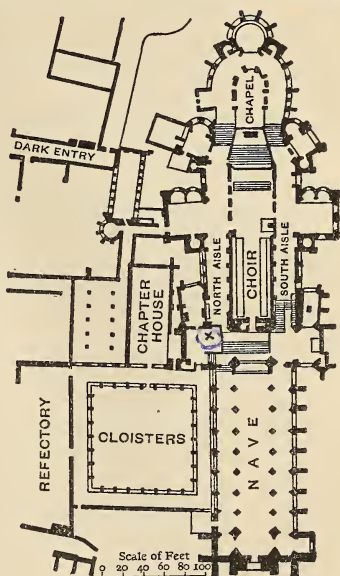 CHAPEL
DARK ENTRY
NORTH AISLE
CHOIR
SOUTH AISLE
CHAPTER
HOUSE
X
REFECTORY
CLOISTERS
NAVE
Scale of Feet
0 20 40 60 80 100